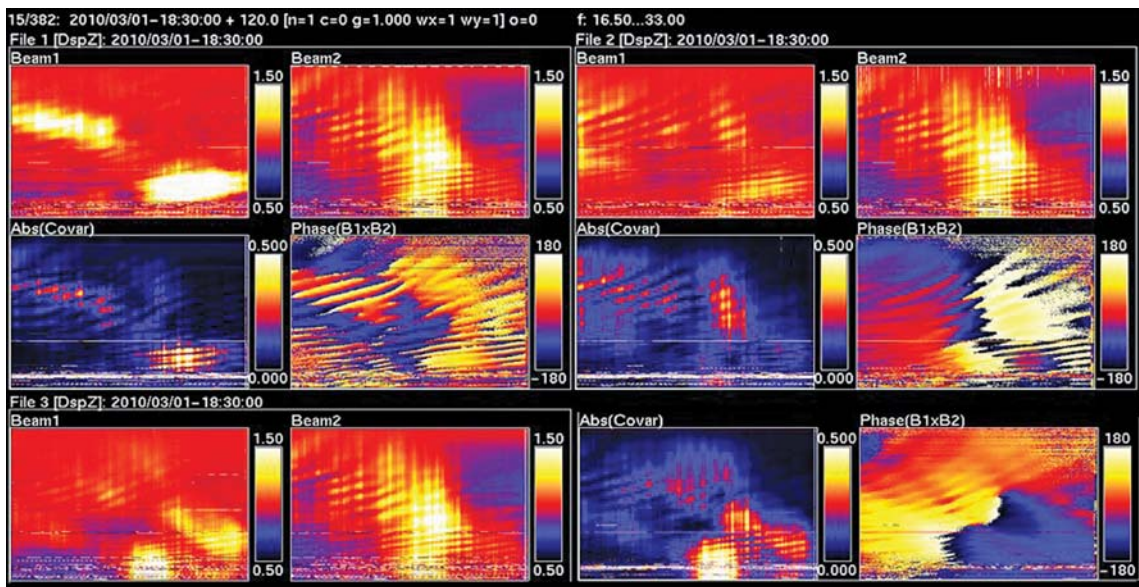 15/382: 2010/03/01-18:30:00 + 120.0 [n=1 c=0 g=1.000 wx=1 wy=1] o=0 f: 16.50...33.00
File 1 [DspZ]: 2010/03/01-18:30:00
Beam1 Beam2
1.50 1.50
0.50 0.50
Abs(Covar) Phase(B1xB2)
0.500 180
0.000 -180
File 2 [DspZ]: 2010/03/01-18:30:00
Beam1 Beam2
1.50 1.50
0.50 0.50
Abs(Covar) Phase(B1xB2)
0.500 180
0.000 -180
File 3 [DspZ]: 2010/03/01-18:30:00
Beam1 Beam2 Abs(Covar) Phase(B1xB2)
1.50 1.50 0.500 180
0.50 0.50 0.000 -180